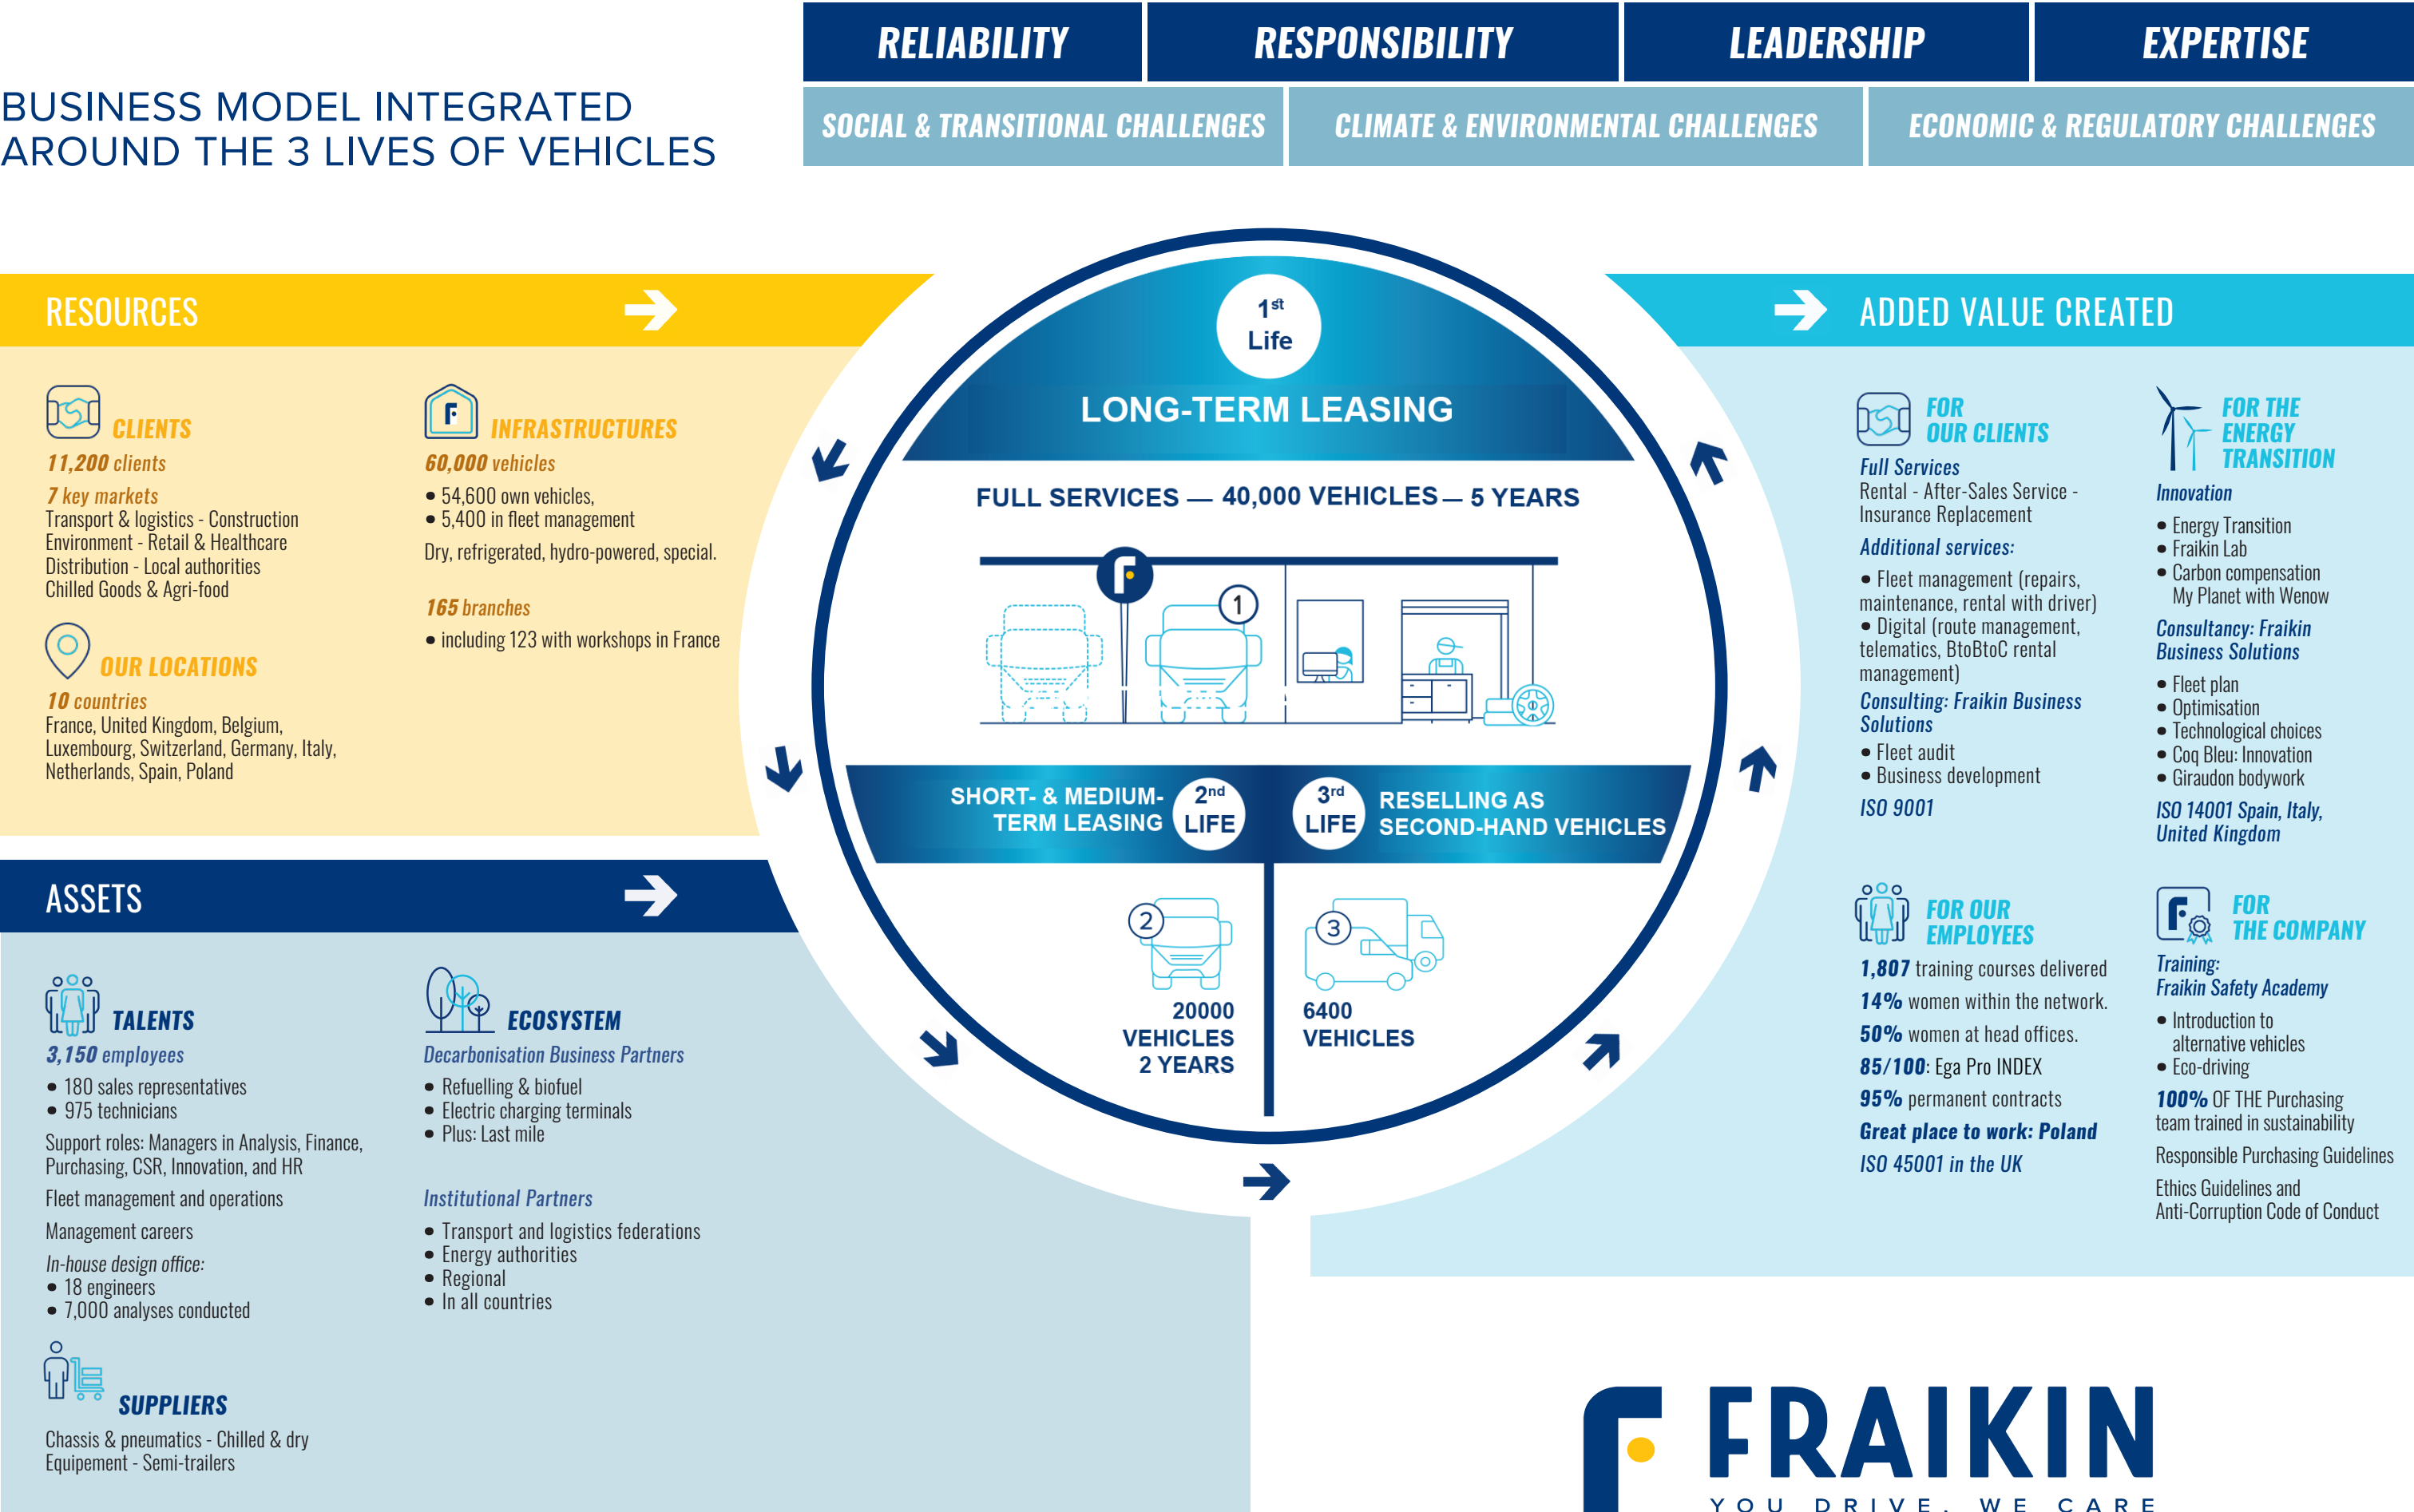 RELIABILITY
RESPONSIBILITY
LEADERSHIP
EXPERTISE
BUSINESS MODEL INTEGRATED
AROUND THE 3 LIVES OF VEHICLES
SOCIAL & TRANSITIONAL CHALLENGES
CLIMATE & ENVIRONMENTAL CHALLENGES
ECONOMIC & REGULATORY CHALLENGES
RESOURCES
CLIENTS
11,200 clients
7 key markets
Transport & logistics - Construction
Environment - Retail & Healthcare
Distribution - Local authorities
Chilled Goods & Agri-food
OUR LOCATIONS
10 countries
France, United Kingdom, Belgium,
Luxembourg, Switzerland, Germany, Italy,
Netherlands, Spain, Poland
F
INFRASTRUCTURES
60,000 vehicles
• 54,600 own vehicles,
• 5,400 in fleet management
Dry, refrigerated, hydro-powered, special.
165 branches
• including 123 with workshops in France
ASSETS
TALENTS
3,150 employees
• 180 sales representatives
• 975 technicians
Support roles: Managers in Analysis, Finance,
Purchasing, CSR, Innovation, and HR
Fleet management and operations
Management careers
In-house design office:
• 18 engineers
• 7,000 analyses conducted
SUPPLIERS
Chassis & pneumatics - Chilled & dry
Equipement - Semi-trailers
ECOSYSTEM
Decarbonisation Business Partners
• Refuelling & biofuel
• Electric charging terminals
• Plus: Last mile
Institutional Partners
• Transport and logistics federations
• Energy authorities
• Regional
• In all countries
1st
Life
LONG-TERM LEASING
FULL SERVICES — 40,000 VEHICLES — 5 YEARS
F
1
SHORT- & MEDIUM-
TERM LEASING
2nd
LIFE
3rd
LIFE
RESELLING AS
SECOND-HAND VEHICLES
2
20000
VEHICLES
2 YEARS
3
6400
VEHICLES
ADDED VALUE CREATED
FOR
OUR CLIENTS
Full Services
Rental - After-Sales Service -
Insurance Replacement
Additional services:
• Fleet management (repairs,
maintenance, rental with driver)
• Digital (route management,
telematics, BtoBtoC rental
management)
Consulting: Fraikin Business
Solutions
• Fleet audit
• Business development
ISO 9001
FOR THE
ENERGY
TRANSITION
Innovation
• Energy Transition
• Fraikin Lab
• Carbon compensation
My Planet with Wenow
Consultancy: Fraikin
Business Solutions
• Fleet plan
• Optimisation
• Technological choices
• Coq Bleu: Innovation
• Giraudon bodywork
ISO 14001 Spain, Italy,
United Kingdom
FOR OUR
EMPLOYEES
1,807 training courses delivered
14% women within the network.
50% women at head offices.
85/100: Ega Pro INDEX
95% permanent contracts
Great place to work: Poland
ISO 45001 in the UK
F
FOR
THE COMPANY
Training:
Fraikin Safety Academy
• Introduction to
alternative vehicles
• Eco-driving
100% OF THE Purchasing
team trained in sustainability
Responsible Purchasing Guidelines
Ethics Guidelines and
Anti-Corruption Code of Conduct
F
FRAIKIN
YOU DRIVE, WE CARE